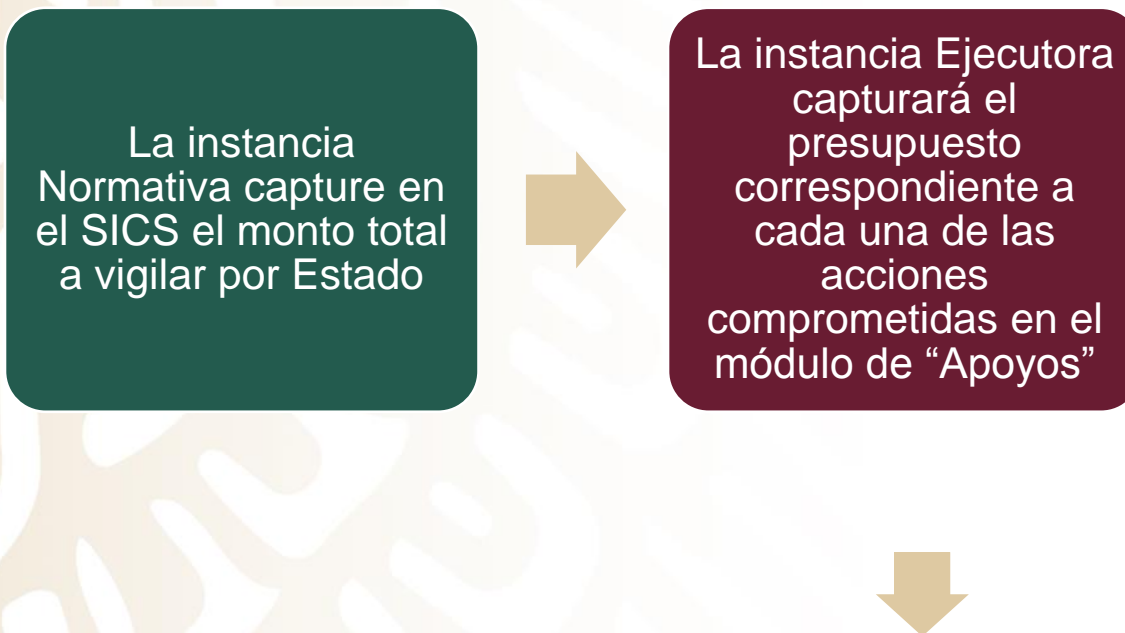 La instancia
Normativa capture en
el SICS el monto total
a vigilar por Estado
La instancia Ejecutora
capturará el
presupuesto
correspondiente a
cada una de las
acciones
comprometidas en el
módulo de “Apoyos”